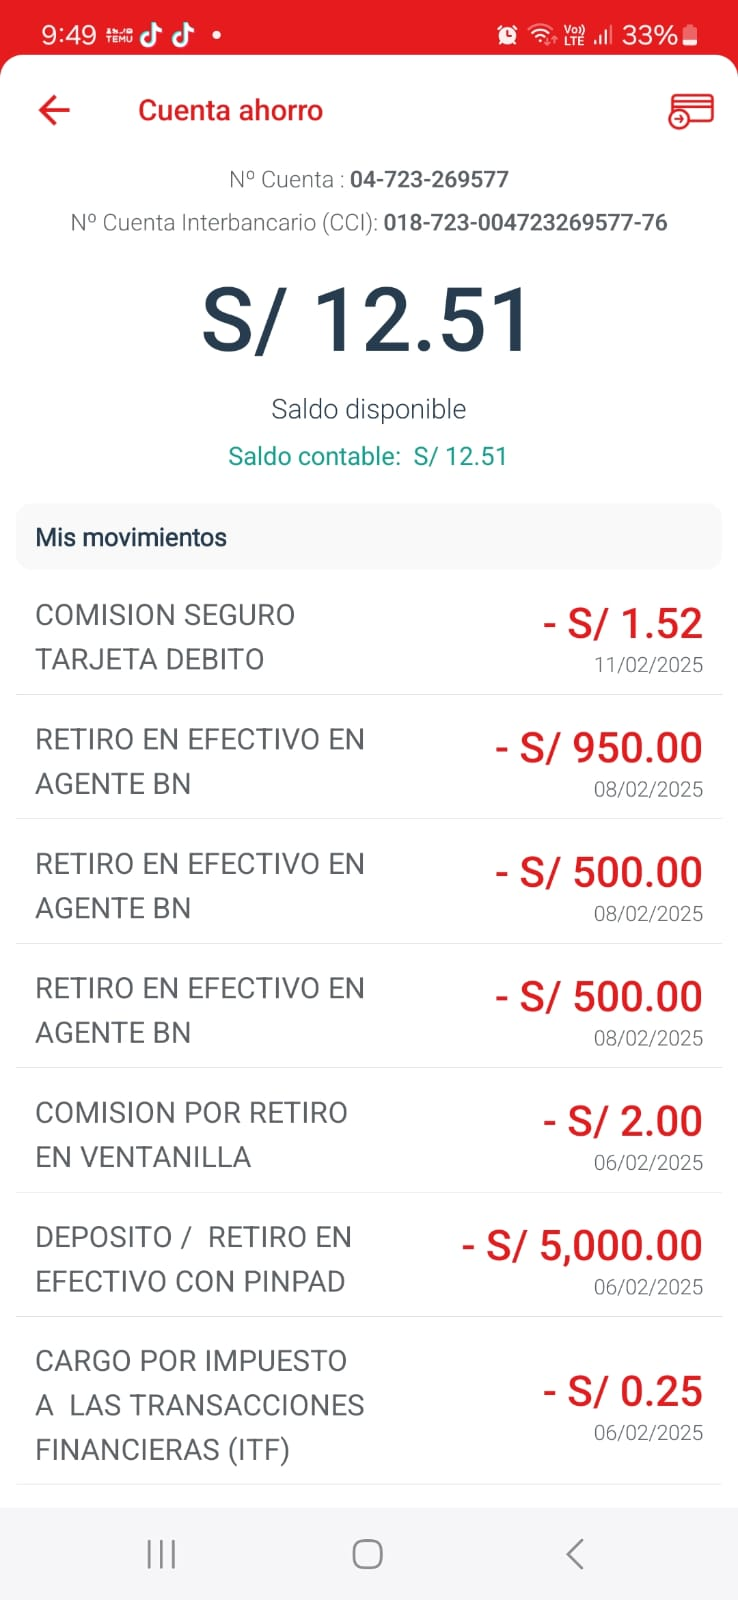 9:49 TEMU 33%
Cuenta ahorro
Nº Cuenta : 04-723-269577
Nº Cuenta Interbancario (CCI): 018-723-004723269577-76
S/ 12.51
Saldo disponible
Saldo contable: S/ 12.51
Mis movimientos
COMISION SEGURO
TARJETA DEBITO
- S/ 1.52
11/02/2025
RETIRO EN EFECTIVO EN
AGENTE BN
- S/ 950.00
08/02/2025
RETIRO EN EFECTIVO EN
AGENTE BN
- S/ 500.00
08/02/2025
RETIRO EN EFECTIVO EN
AGENTE BN
- S/ 500.00
08/02/2025
COMISION POR RETIRO
EN VENTANILLA
- S/ 2.00
06/02/2025
DEPOSITO /  RETIRO EN
EFECTIVO CON PINPAD
- S/ 5,000.00
06/02/2025
CARGO POR IMPUESTO
A  LAS TRANSACCIONES
FINANCIERAS (ITF)
- S/ 0.25
06/02/2025